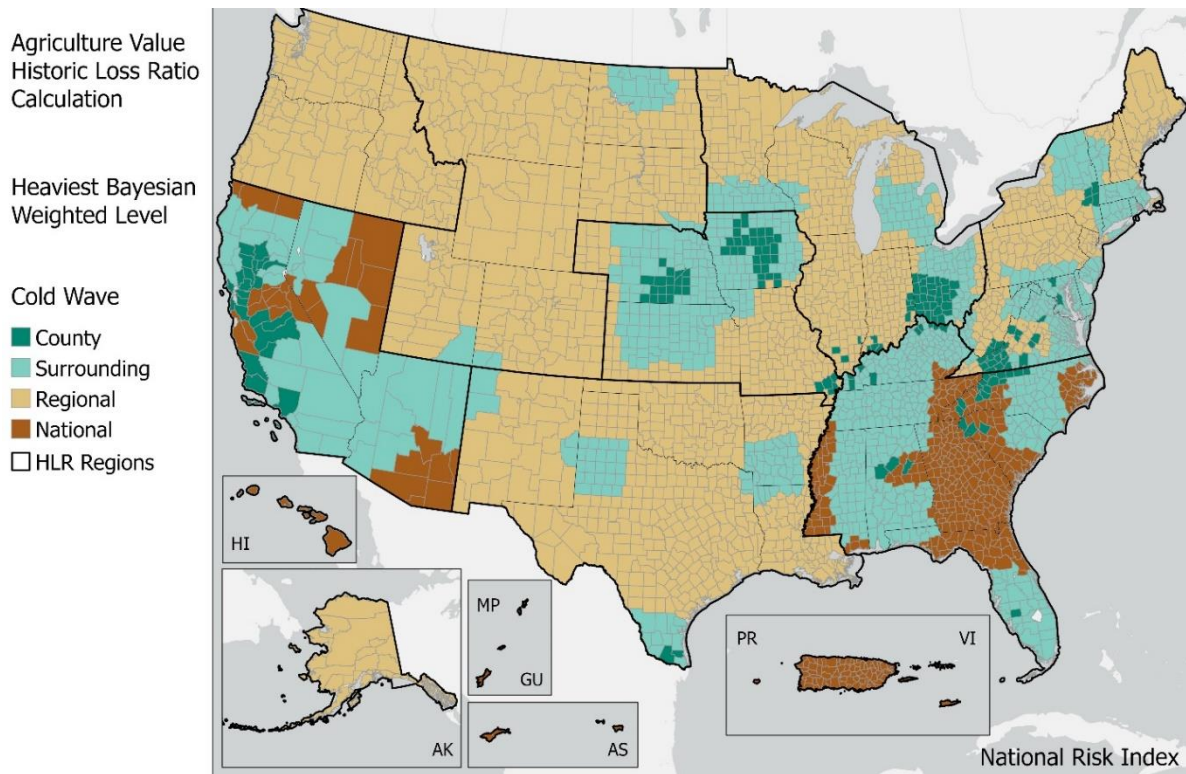 Agriculture Value
Historic Loss Ratio
Calculation
Heaviest Bayesian
Weighted Level
Cold Wave
County
Surrounding
Regional
National
HLR Regions
HI
AK
MP
GU
AS
PR
VI
National Risk Index